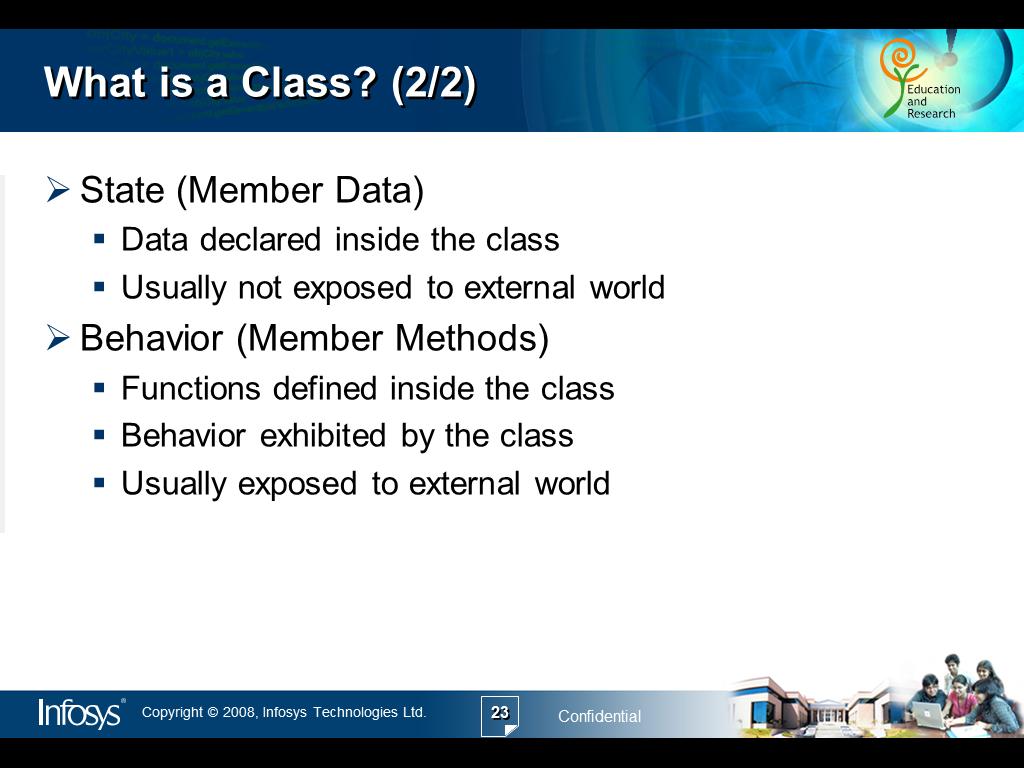 What is a Class? (2/2)
Education
and
Research
State (Member Data)
Data declared inside the class
Usually not exposed to external world
Behavior (Member Methods)
Functions defined inside the class
Behavior exhibited by the class
Usually exposed to external world
Infosys®
Copyright © 2008, Infosys Technologies Ltd.
23
Confidential